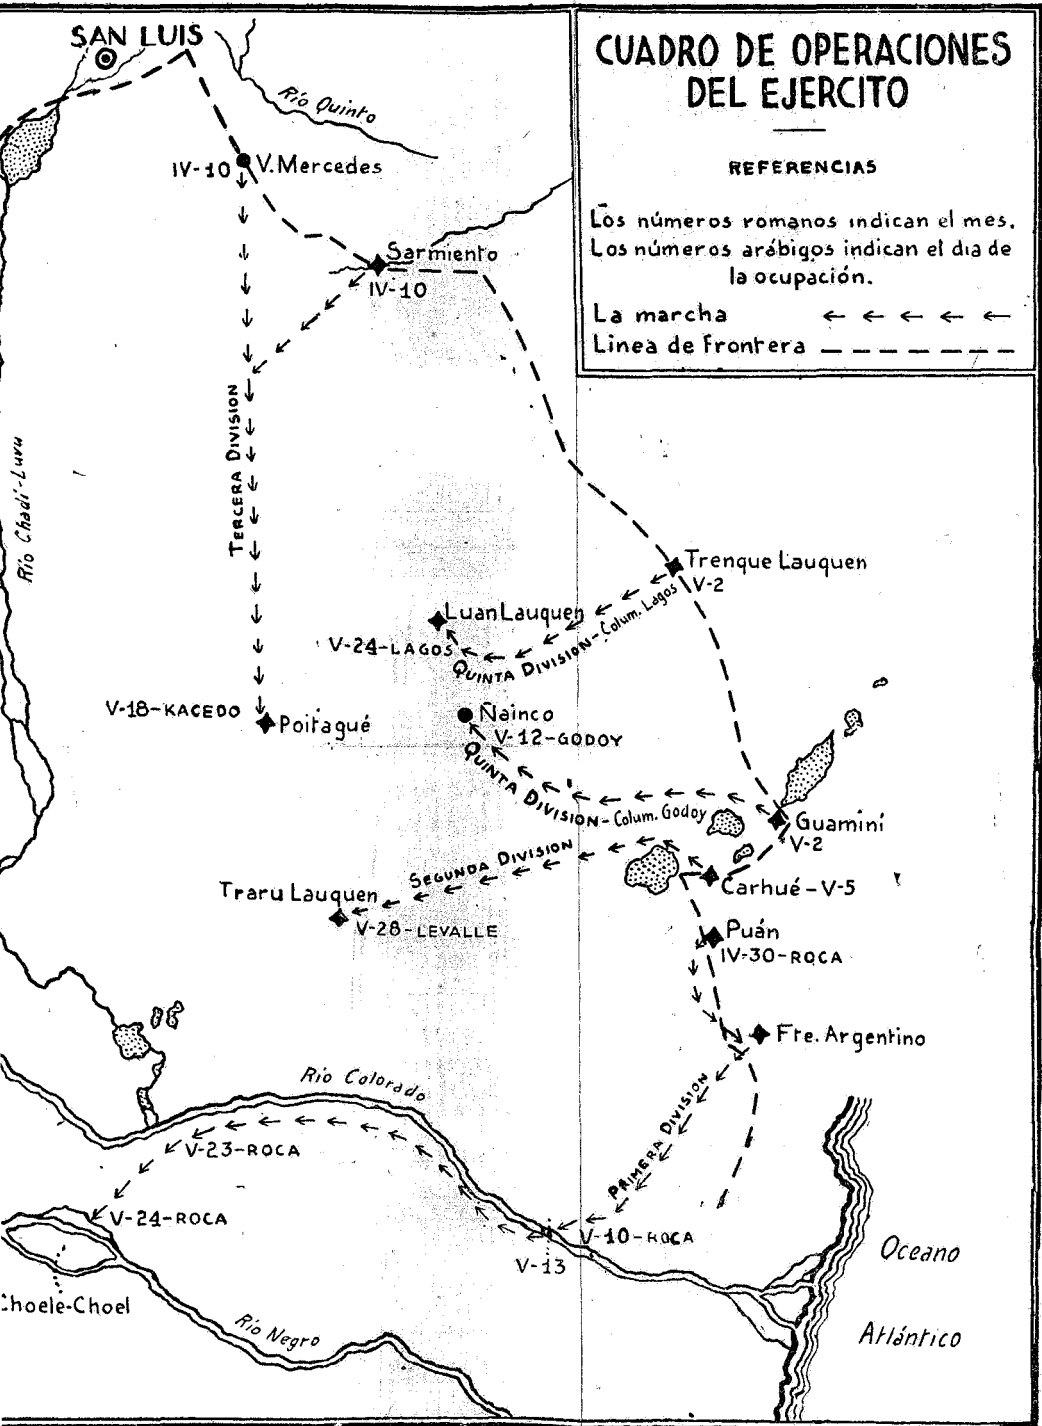 CUADRO DE OPERACIONES
DEL EJERCITO
REFERENCIAS
Los números romanos indican el mes.
Los números arábigos indican el dia de
la ocupación.
La marcha
Linea de Frontera
SAN LUIS
Río Quinto
IV-10
V. Mercedes
Sarmiento
IV-10
TERCERA DIVISION
Río Chadí-Luvu
Trenque Lauquen
V-2
Luan Lauquen
V-24-LAGOS
QUINTA DIVISION-Colum. Lagos
V-18-KACEDO
Poitagué
Ñainco
V-12-GODOY
QUINTA DIVISION-Colum. Godoy
Guaminí
V-2
SEGUNDA DIVISION
Carhué-V-5
Traru Lauquen
V-28-LEVALLE
Puán
IV-30-ROCA
Fte. Argentino
Río Colorado
PRIMERA DIVISION
V-23-ROCA
V-24-ROCA
V-10-ROCA
V-13
Choele-Choel
Río Negro
Oceano
Atlántico